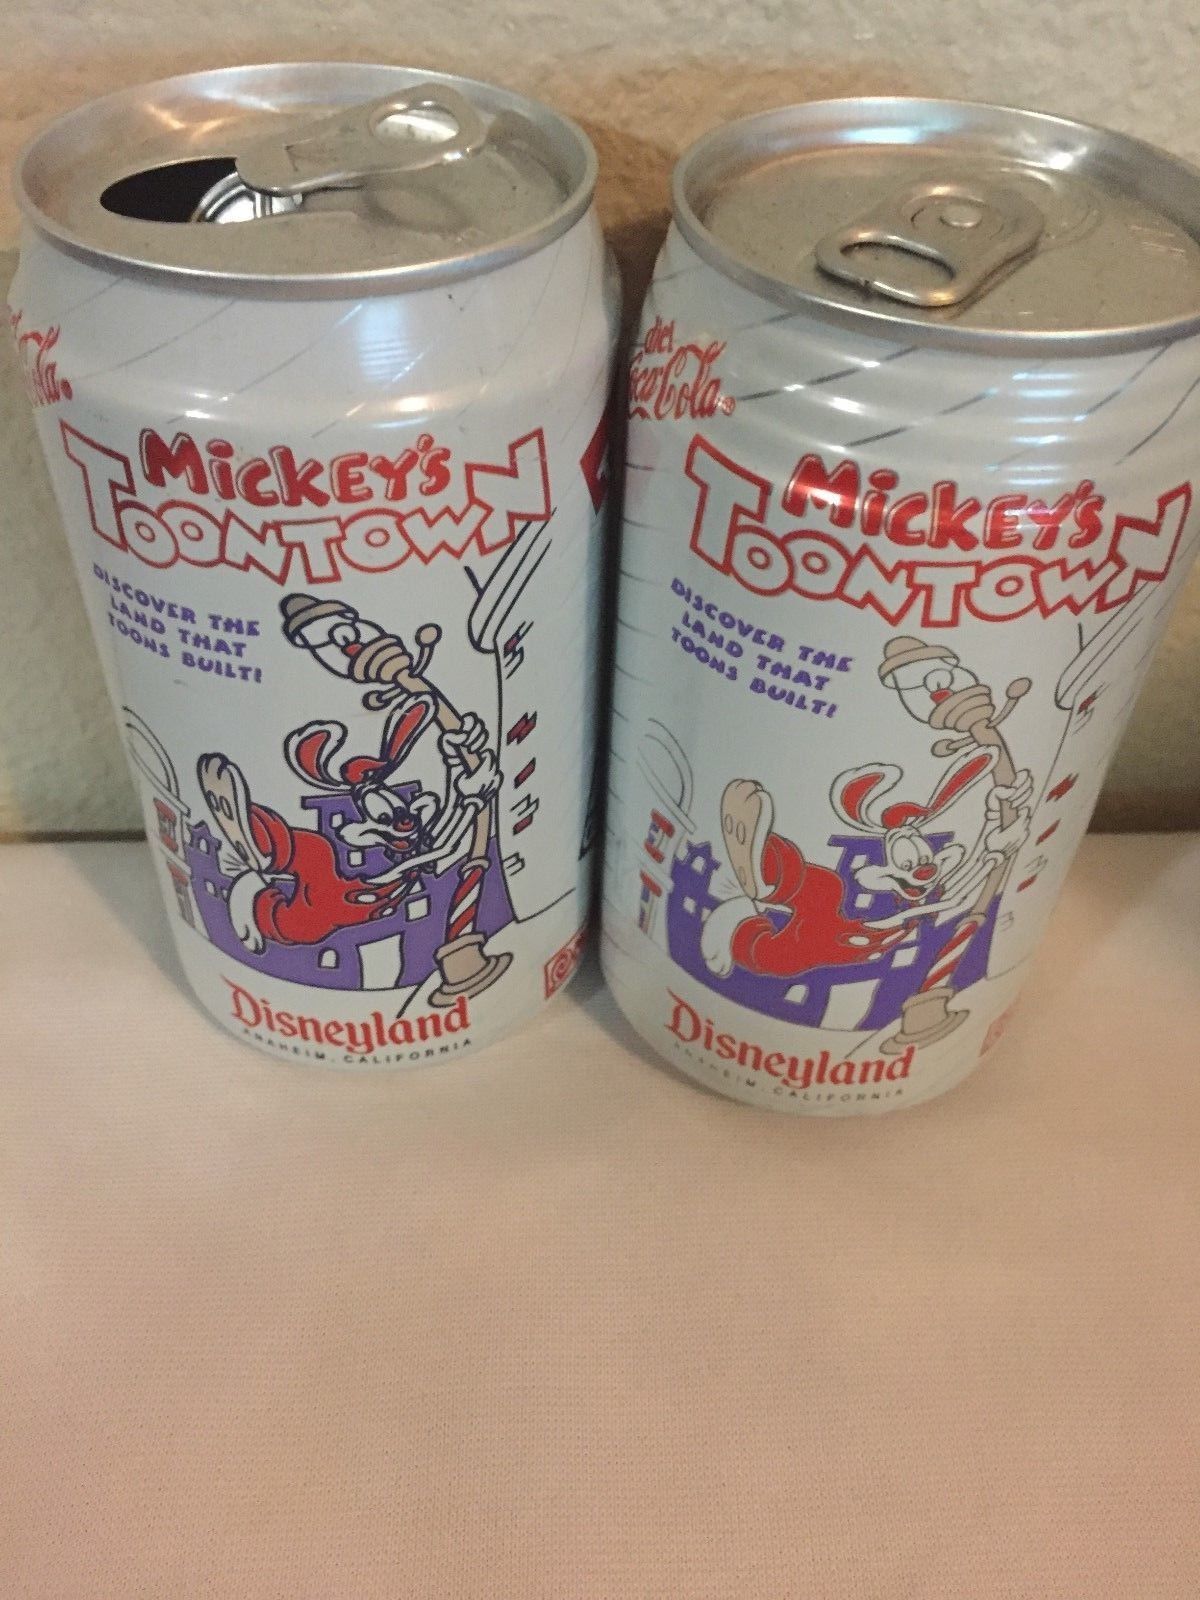 Cola
MICKEY'S
TOONTOWN
DISCOVER THE
LAND THAT
TOONS BUILT!
Disneyland
ANAHEIM, CALIFORNIA
diet
Coca-Cola
MICKEY'S
TOONTOWN
DISCOVER THE
LAND THAT
TOONS BUILT!
Disneyland
ANAHEIM, CALIFORNIA